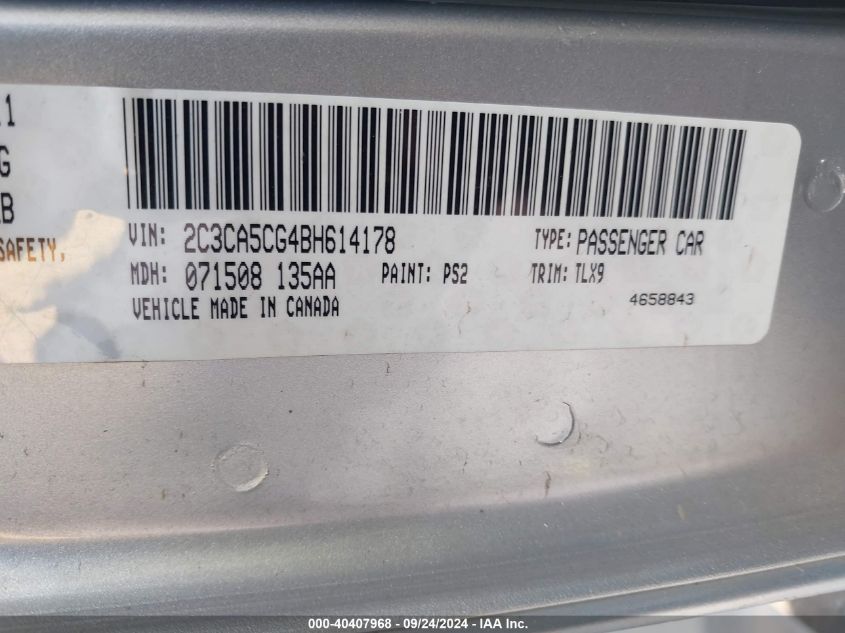 1
G
B
SAFETY,
VIN: 2C3CA5CG4BH614178 TYPE: PASSENGER CAR
MDH: 071508 135AA PAINT: PS2 TRIM: TLX9
VEHICLE MADE IN CANADA 4658843
000-40407968 - 09/24/2024 - IAA Inc.